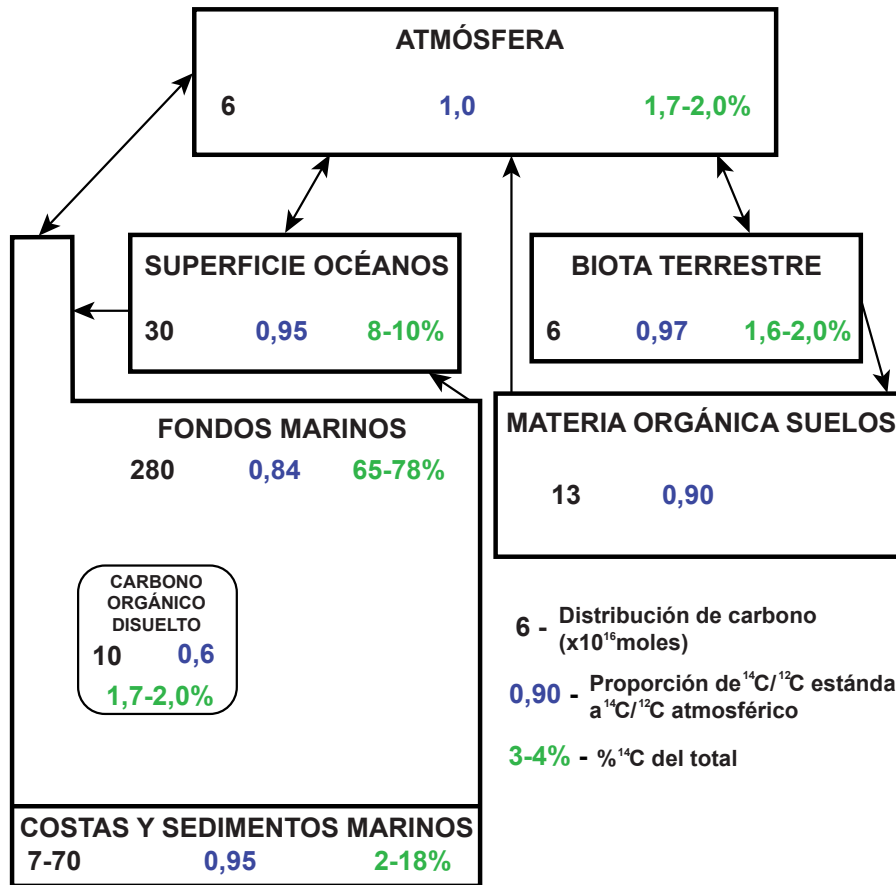 ATMÓSFERA
6 1,0 1,7-2,0%
SUPERFICIE OCÉANOS
30 0,95 8-10%
BIOTA TERRESTRE
6 0,97 1,6-2,0%
FONDOS MARINOS
280 0,84 65-78%
MATERIA ORGÁNICA SUELOS
13 0,90
CARBONO
ORGÁNICO
DISUELTO
10 0,6
1,7-2,0%
6 - Distribución de carbono
(x10¹⁶moles)
0,90 - Proporción de ¹⁴C/¹²C estánda
a ¹⁴C/¹²C atmosférico
3-4% - % ¹⁴C del total
COSTAS Y SEDIMENTOS MARINOS
7-70 0,95 2-18%